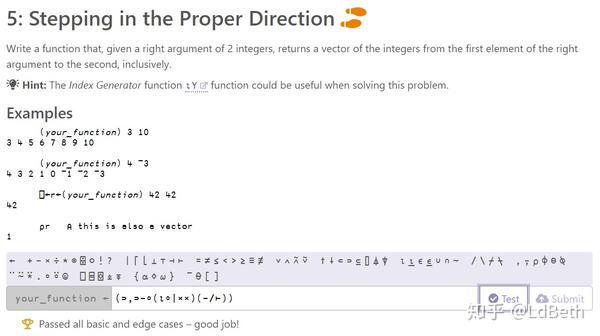 5: Stepping in the Proper Direction
Write a function that, given a right argument of 2 integers, returns a vector of the integers from the first element of the right
argument to the second, inclusively.
Hint: The Index Generator function ⍳Y function could be useful when solving this problem.
Examples
(your_function) 3 10
3 4 5 6 7 8 9 10
(your_function) 4 ¯3
4 3 2 1 0 ¯1 ¯2 ¯3
⎕←r←(your_function) 42 42
42
⍴r ⍝ this is also a vector
1
← +-×÷*⍟⌹○!? |⌈⌊⊥⊤⊣⊢ =≠≤<>≥≡≢ ∨∧⍲⍱ ↑↓⊂⊃⊆⌷⍋⍒ ⍳⍸∊⍷∪∩~ /\⌿⍀ ,⍪⍴⌽⊖⍉
¨⍨⍣.∘⍤⍥@ ⍞⎕⍠⌸⌺⌶⍎⍕ {⍺⋄⍵} ¯⍬[]
your_function ← (⊃,⊃-∘(⍳∘|××)(-/⊢)) Test Submit
Passed all basic and edge cases – good job!
知乎 @LdBeth